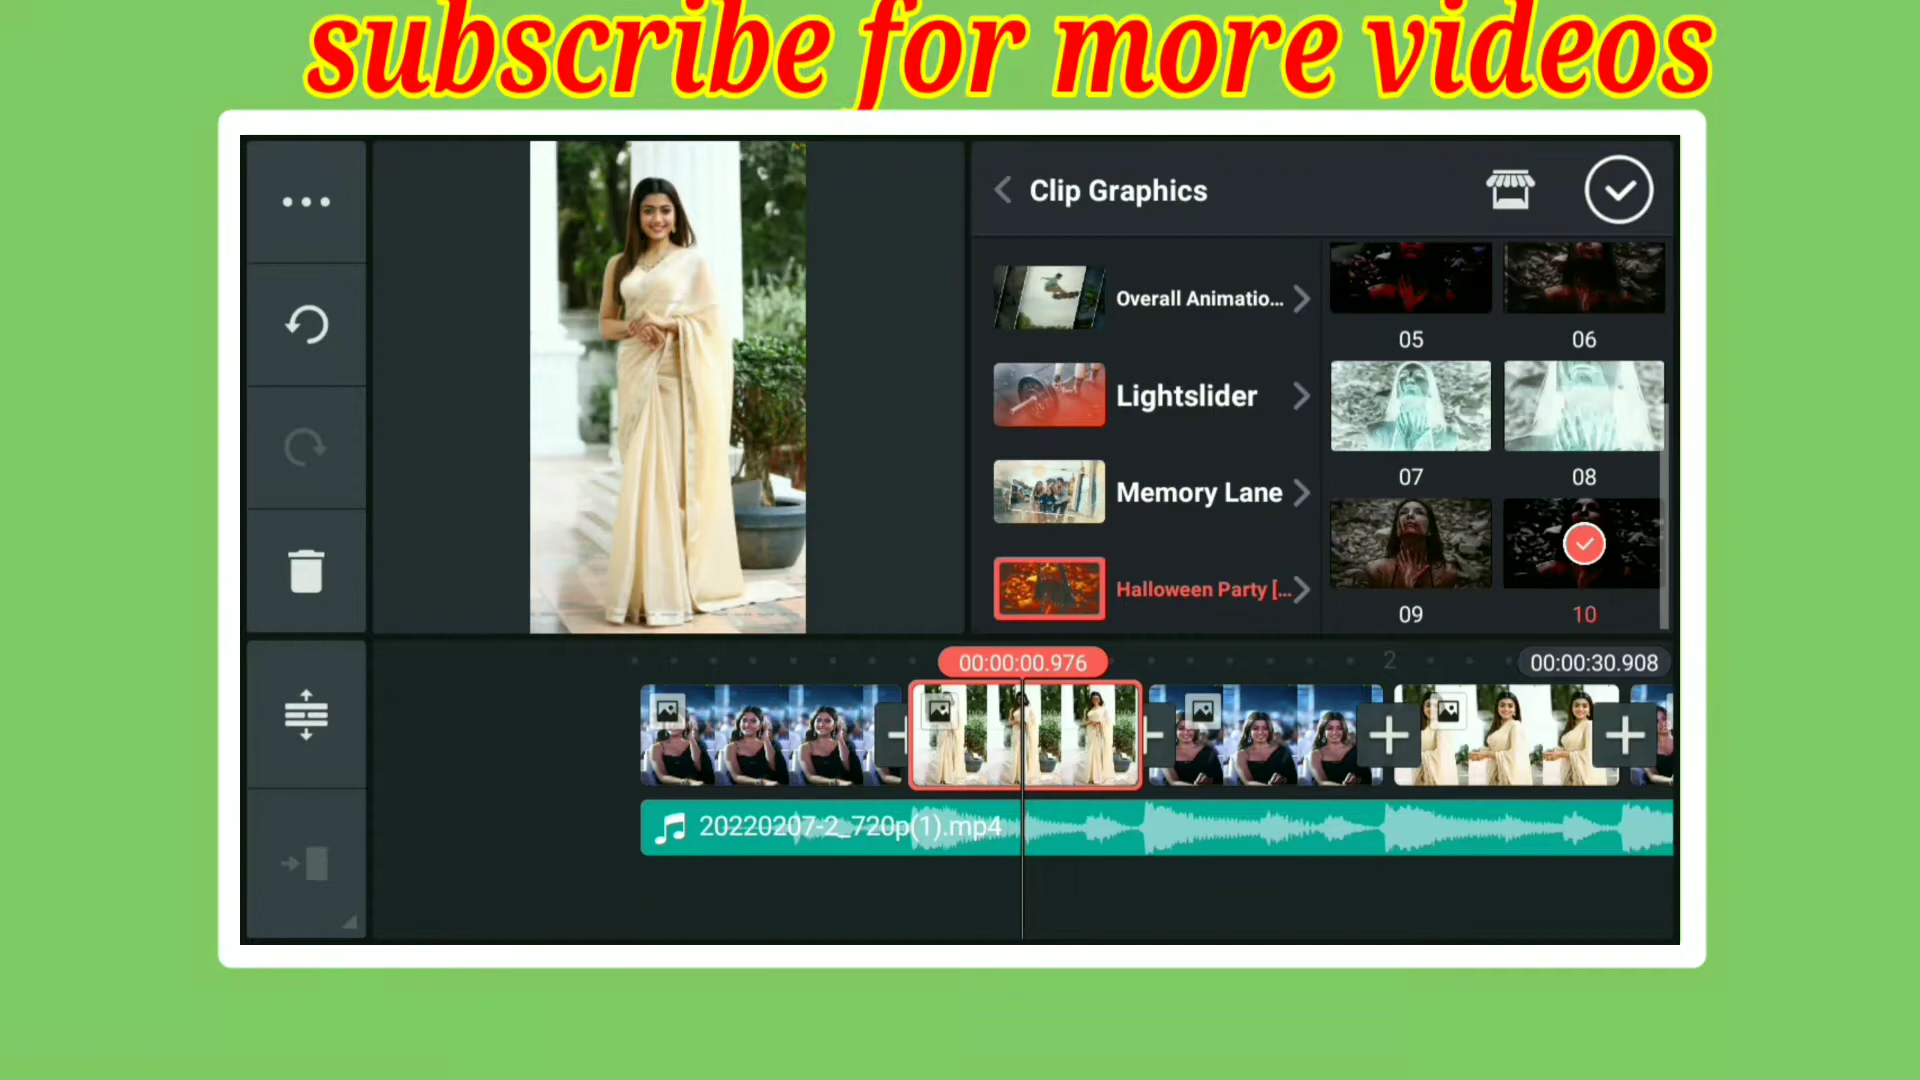 subscribe for more videos
Clip Graphics
Overall Animatio...
Lightslider
Memory Lane
Halloween Party [...
05
06
07
08
09
10
00:00:00.976
2
00:00:30.908
20220207-2_720p(1).mp4